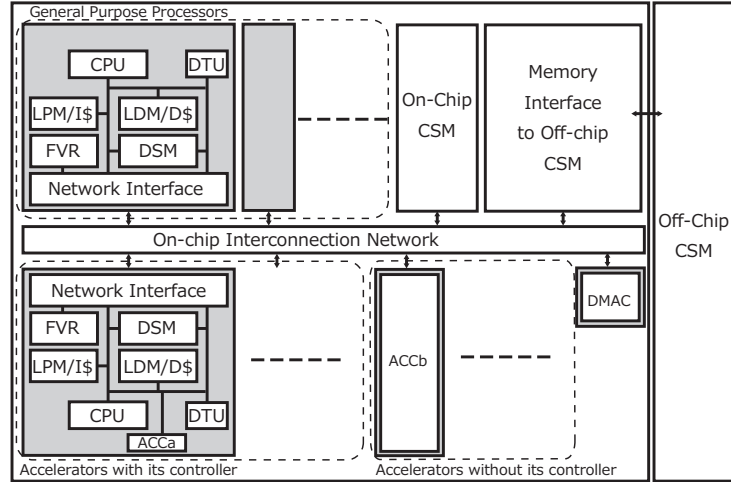 General Purpose Processors
CPU
DTU
LPM/I$
LDM/D$
FVR
DSM
Network Interface
On-Chip
CSM
Memory
Interface
to Off-chip
CSM
Off-Chip
CSM
On-chip Interconnection Network
Network Interface
FVR
DSM
LPM/I$
LDM/D$
CPU
DTU
ACCa
ACCb
DMAC
Accelerators with its controller
Accelerators without its controller